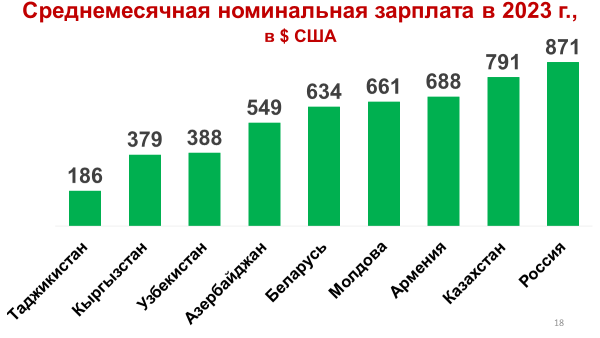 Среднемесячная номинальная зарплата в 2023 г.,
в $ США
186
379
388
549
634
661
688
791
871
Таджикистан
Кыргызстан
Узбекистан
Азербайджан
Беларусь
Молдова
Армения
Казахстан
Россия
18